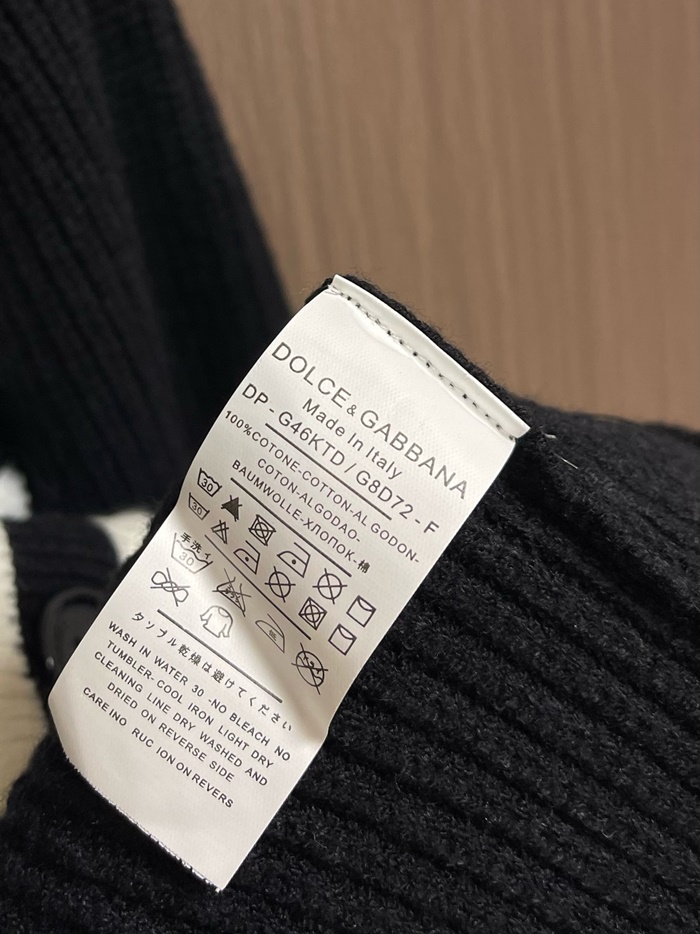 DOLCE & GABBANA
Made In Italy
DP - G46KTD / G8D72 - F
100%COTONE-COTTON-AL GODON-
COTON-ALGODAO-
BAUMWOLLE-ХЛОПОК-棉
30
30
手洗イ
30
タンブル乾燥は避けてください
WASH IN WATER 30 -NO BLEACH NO
TUMBLER- COOL IRON LIGHT DRY
CLEANING LINE DRY WASHED AND
DRIED ON REVERSE SIDE
CARE INO RUC ION ON REVERS